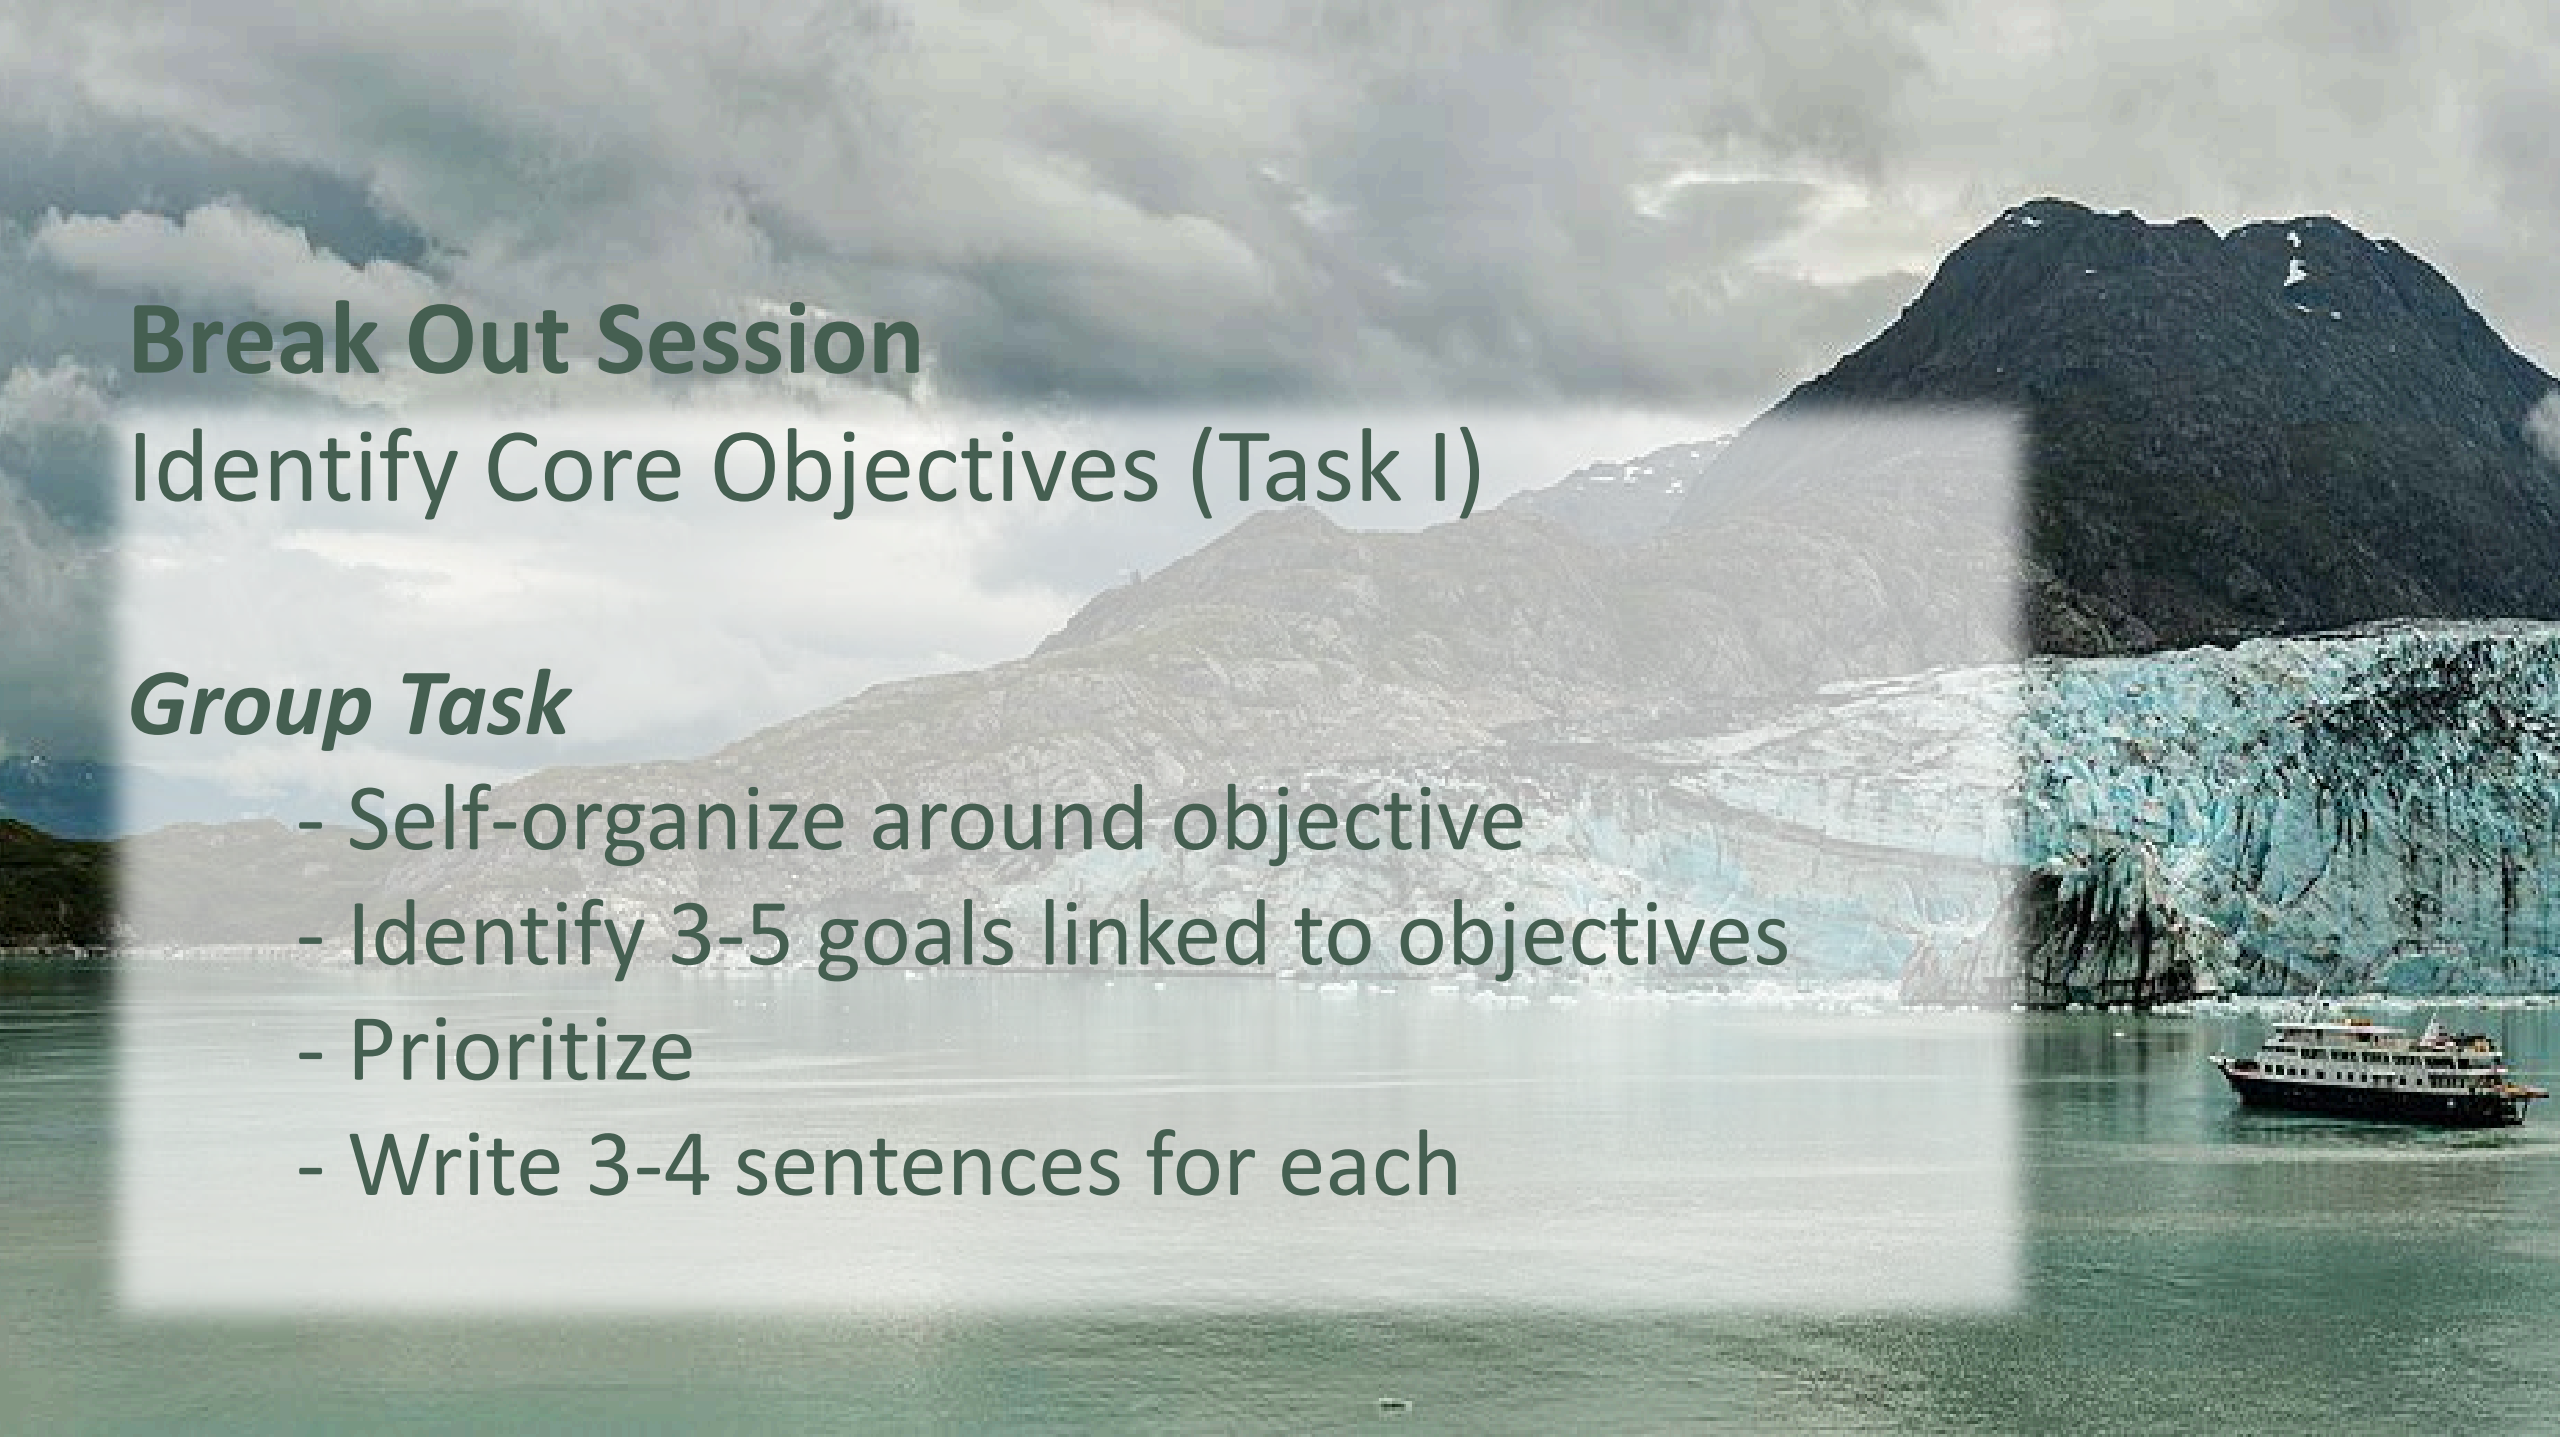 Break Out Session
Identify Core Objectives (Task I)
Group Task
- Self-organize around objective
- Identify 3-5 goals linked to objectives
- Prioritize
- Write 3-4 sentences for each